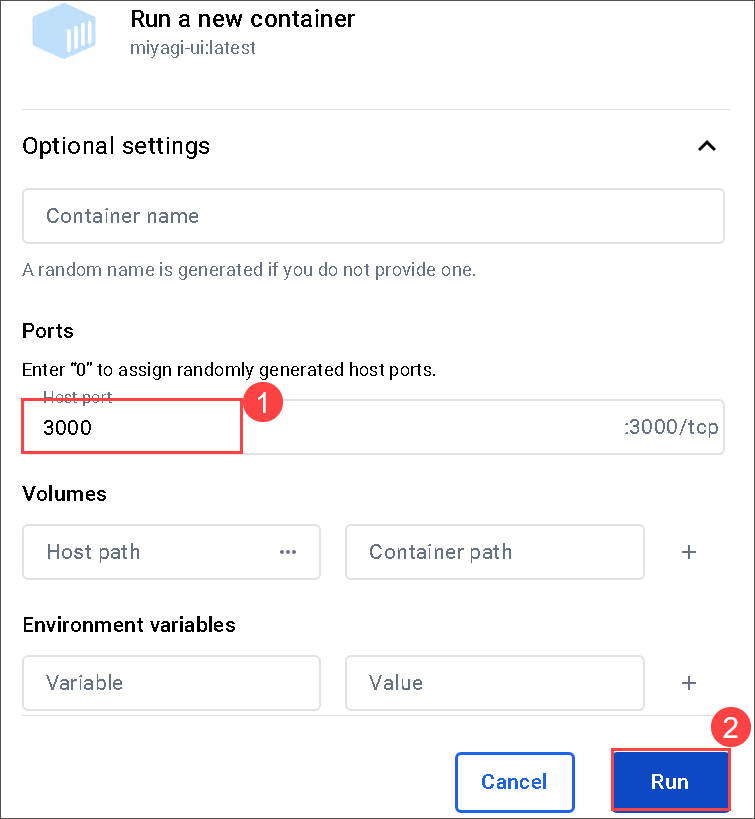 Run a new container
miyagi-ui:latest
Optional settings
Container name
A random name is generated if you do not provide one.
Ports
Enter “0” to assign randomly generated host ports.
Host port
1
3000
:3000/tcp
Volumes
Host path ··· Container path +
Environment variables
Variable Value +
2
Cancel Run